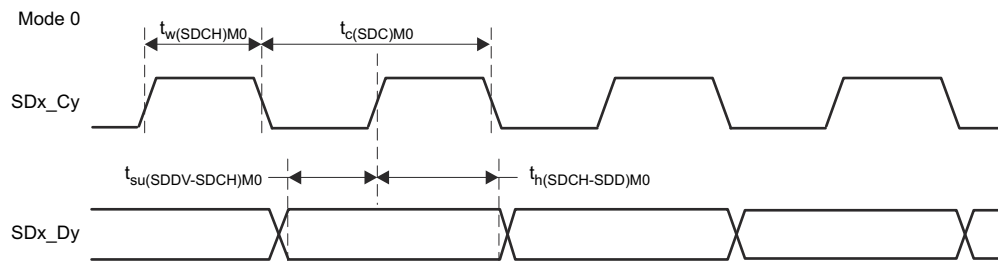 Mode 0
tw(SDCH)M0
tc(SDC)M0
SDx_Cy
tsu(SDDV-SDCH)M0
th(SDCH-SDD)M0
SDx_Dy